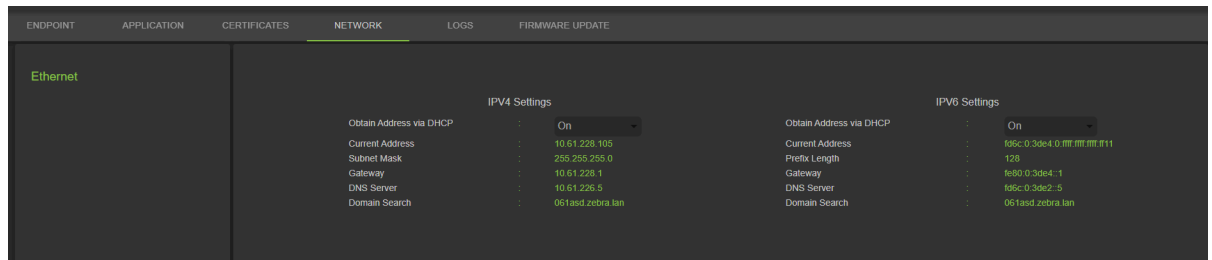 ENDPOINT APPLICATION CERTIFICATES NETWORK LOGS FIRMWARE UPDATE
Ethernet
IPV4 Settings
Obtain Address via DHCP : On
Current Address : 10.61.228.105
Subnet Mask : 255.255.255.0
Gateway : 10.61.228.1
DNS Server : 10.61.226.5
Domain Search : 061asd.zebra.lan
IPV6 Settings
Obtain Address via DHCP : On
Current Address : fd6c:0:3de4:0:ffff:ffff:ffff:ff11
Prefix Length : 128
Gateway : fe80:0:3de4::1
DNS Server : fd6c:0:3de2::5
Domain Search : 061asd.zebra.lan